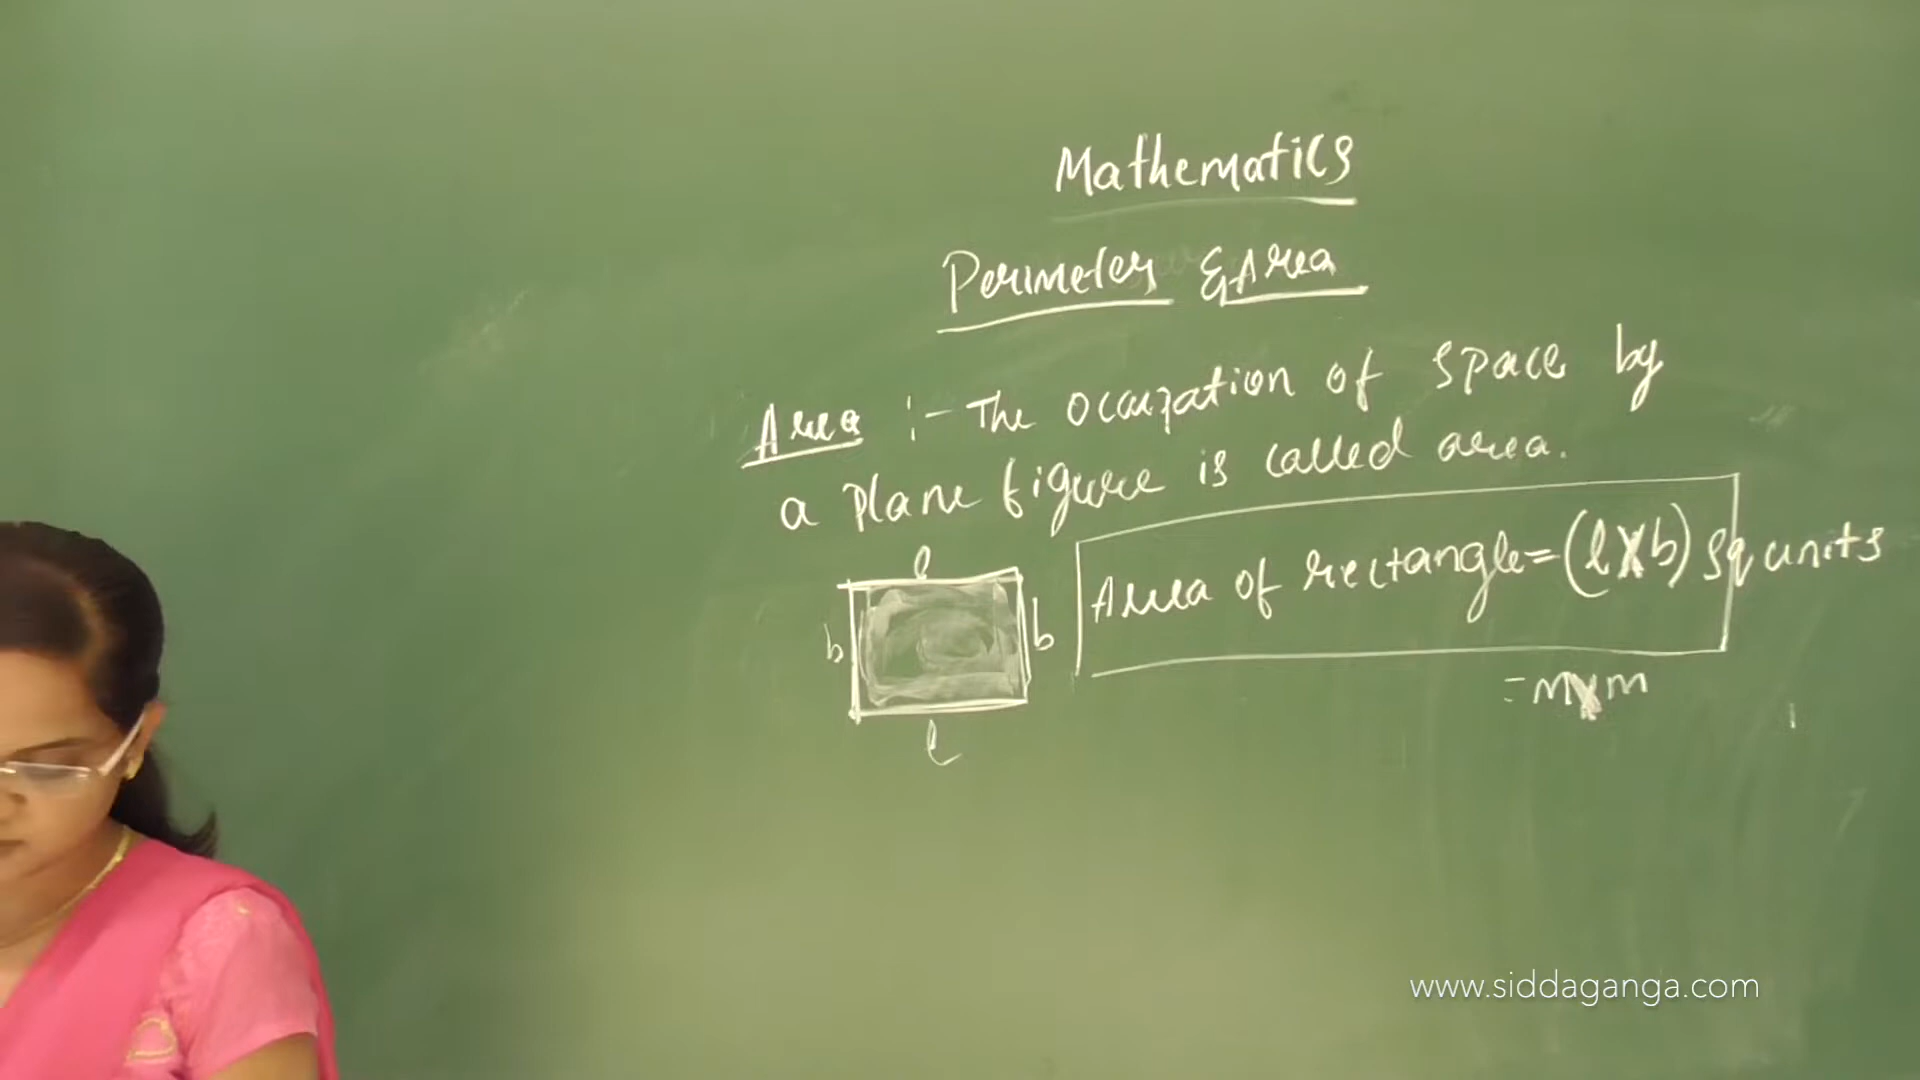 Mathematics
Perimeter & Area
Area :- The occupation of space by
a plane figure is called area.
l
Area of rectangle = (l x b) sq units
b
b
= m x m
l
www.siddaganga.com